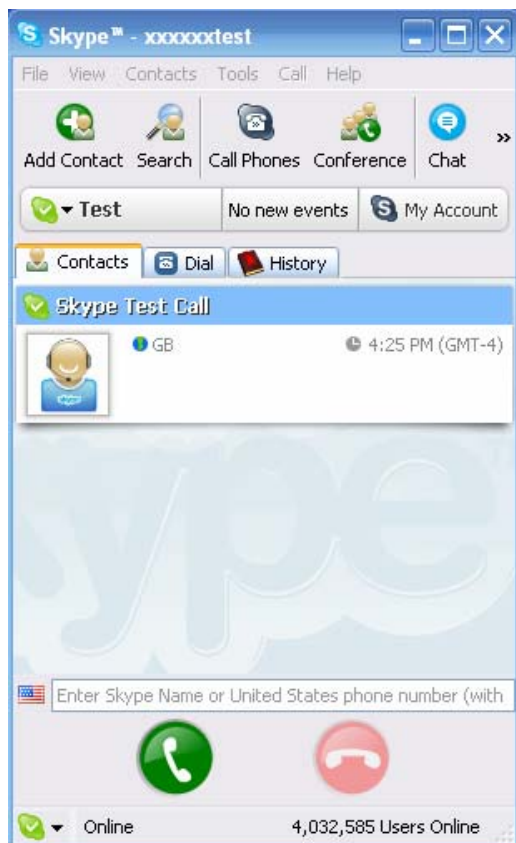 Skype™ - xxxxxxtest
File View Contacts Tools Call Help
Add Contact Search Call Phones Conference Chat »
Test No new events My Account
Contacts Dial History
Skype Test Call
GB 4:25 PM (GMT-4)
skype
Enter Skype Name or United States phone number (with
Online 4,032,585 Users Online